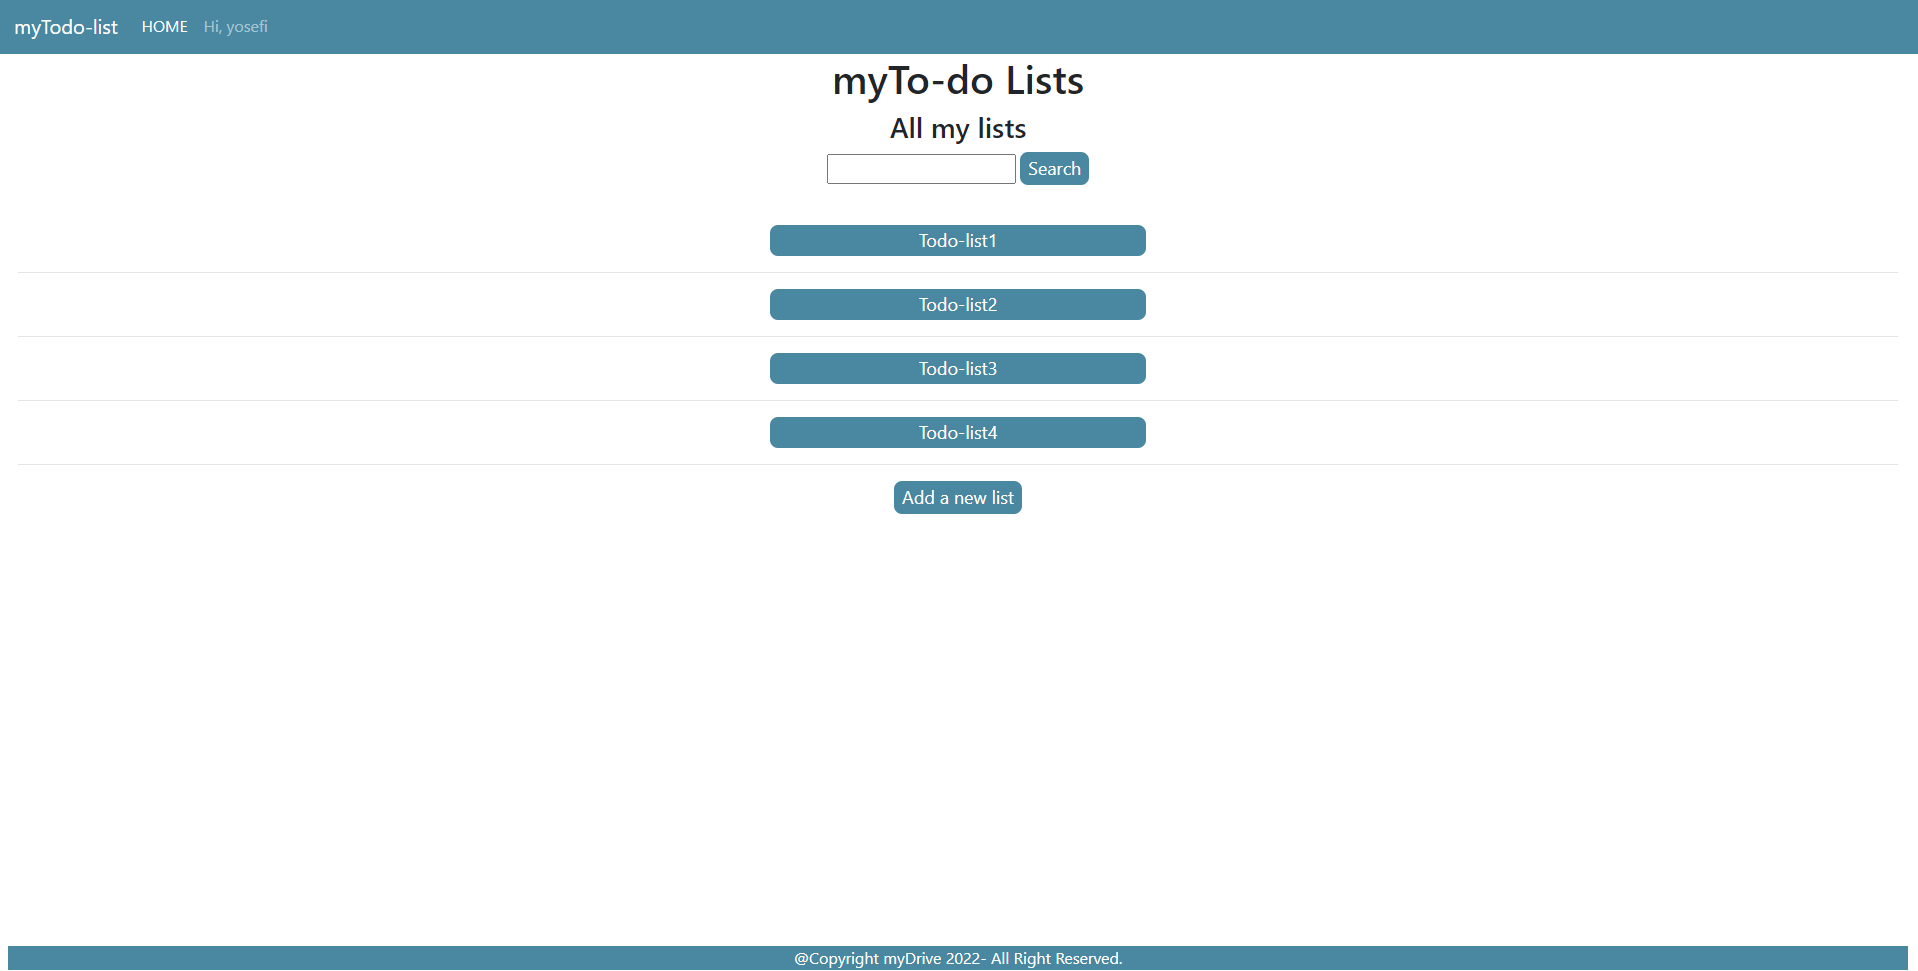 myTodo-list HOME Hi, yosefi
myTo-do Lists
All my lists
Search
Todo-list1
Todo-list2
Todo-list3
Todo-list4
Add a new list
@Copyright myDrive 2022- All Right Reserved.